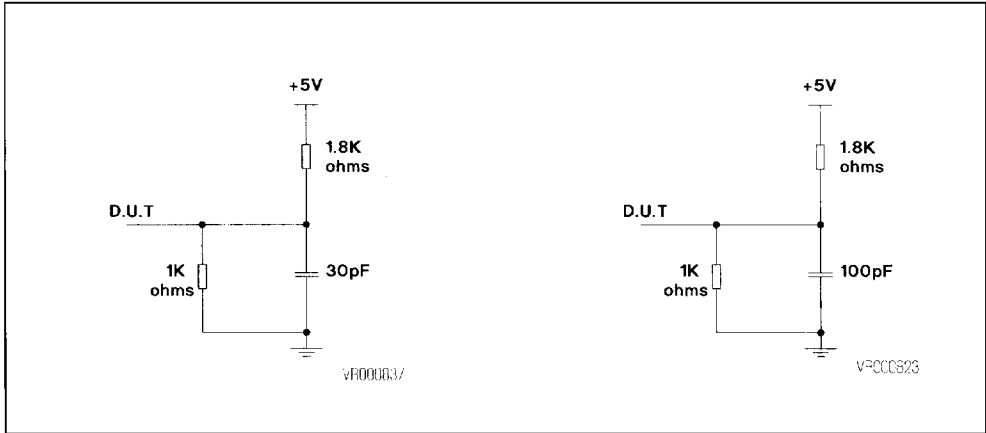 +5V
1.8K
ohms
D.U.T
1K
ohms
30pF
+5V
1.8K
ohms
D.U.T
1K
ohms
100pF